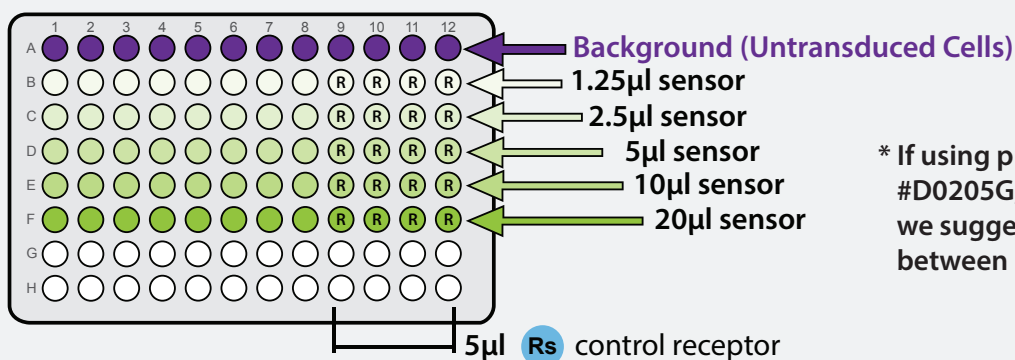 1 2 3 4 5 6 7 8 9 10 11 12
A
B R R R R
C R R R R
D R R R R
E R R R R
F R R R R
G
H
Background (Untransduced Cells)
1.25µl sensor
2.5µl sensor
5µl sensor
10µl sensor
20µl sensor
5µl Rs control receptor
* If using p
#D0205G
we sugge
between